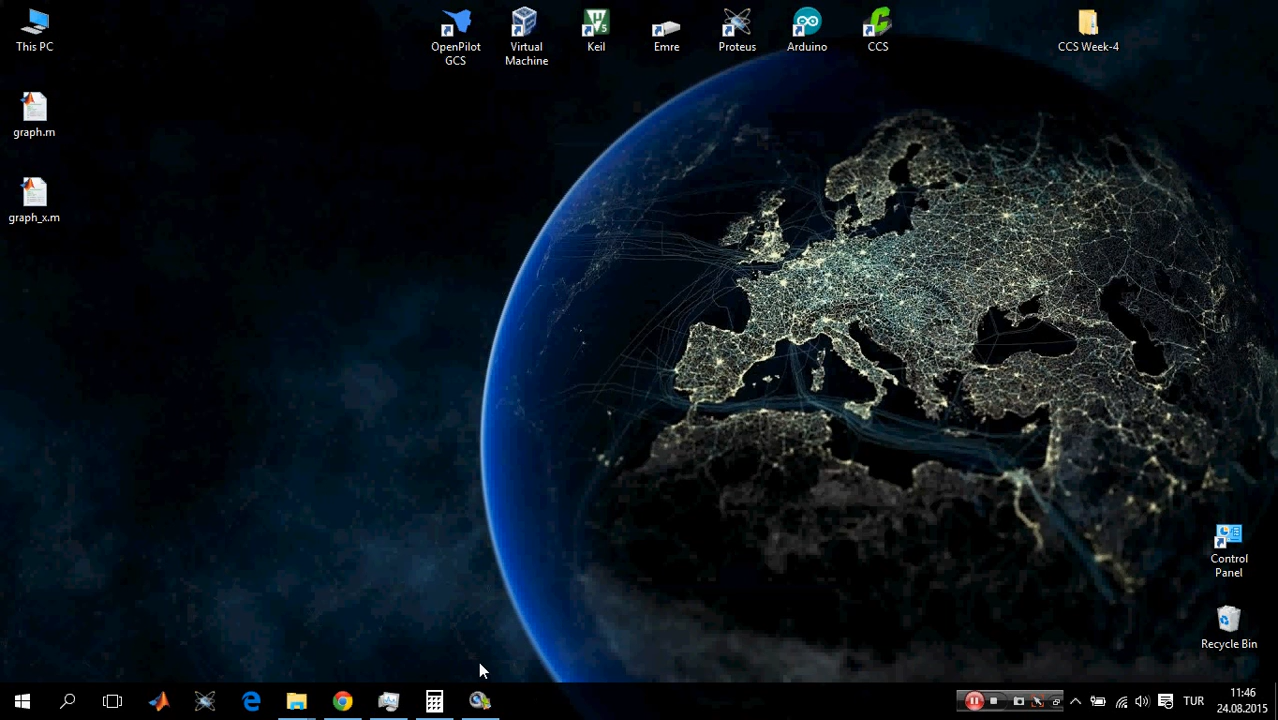 This PC
OpenPilot
GCS
Virtual
Machine
Keil
Emre
Proteus
Arduino
CCS
CCS Week-4
graph.m
graph_x.m
Control
Panel
Recycle Bin
TUR
11:46
24.08.2015